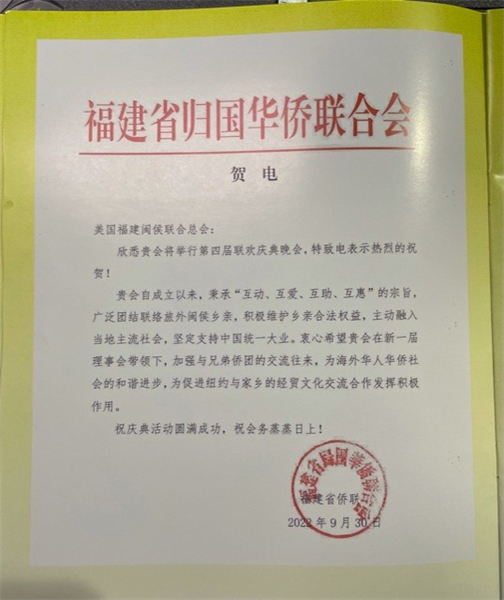 福建省归国华侨联合会
贺 电
美国福建闽侯联合总会：
欣悉贵会将举行第四届联欢庆典晚会，特致电表示热烈的祝
贺！
贵会自成立以来，秉承“互动、互爱、互助、互惠”的宗旨，
广泛团结联络旅外闽侯乡亲，积极维护乡亲合法权益，主动融入
当地主流社会，坚定支持中国统一大业。衷心希望贵会在新一届
理事会带领下，加强与兄弟侨团的交流往来，为海外华人华侨社
会的和谐进步，为促进纽约与家乡的经贸文化交流合作发挥积极
作用。
祝庆典活动圆满成功，祝会务蒸蒸日上！
福建省侨联
2022 年 9 月 30 日